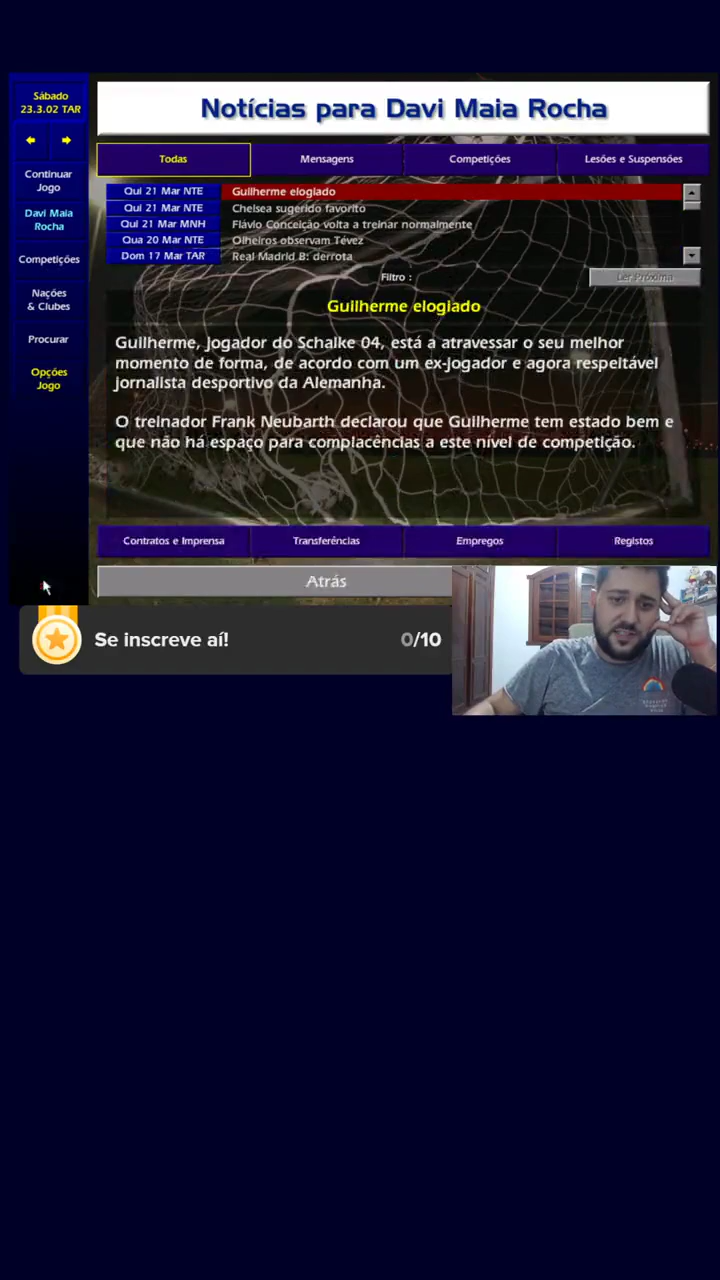 Sábado
23.3.02 TAR
Notícias para Davi Maia Rocha
Continuar
Jogo
Davi Maia
Rocha
Competições
Nações
& Clubes
Procurar
Opções
Jogo
Todas
Mensagens
Competições
Lesões e Suspensões
Qui 21 Mar NTE Guilherme elogiado
Qui 21 Mar NTE Chelsea sugerido favorito
Qui 21 Mar MNH Flávio Conceição volta a treinar normalmente
Qua 20 Mar NTE Olheiros observam Tévez
Dom 17 Mar TAR Real Madrid B: derrota
Filtro :
Ler Próxima
Guilherme elogiado
Guilherme, jogador do Schalke 04, está a atravessar o seu melhor
momento de forma, de acordo com um ex-jogador e agora respeitável
jornalista desportivo da Alemanha.
O treinador Frank Neubarth declarou que Guilherme tem estado bem e
que não há espaço para complacências a este nível de competição.
Contratos e Imprensa
Transferências
Empregos
Registos
Atrás
Se inscreve aí!
0/10